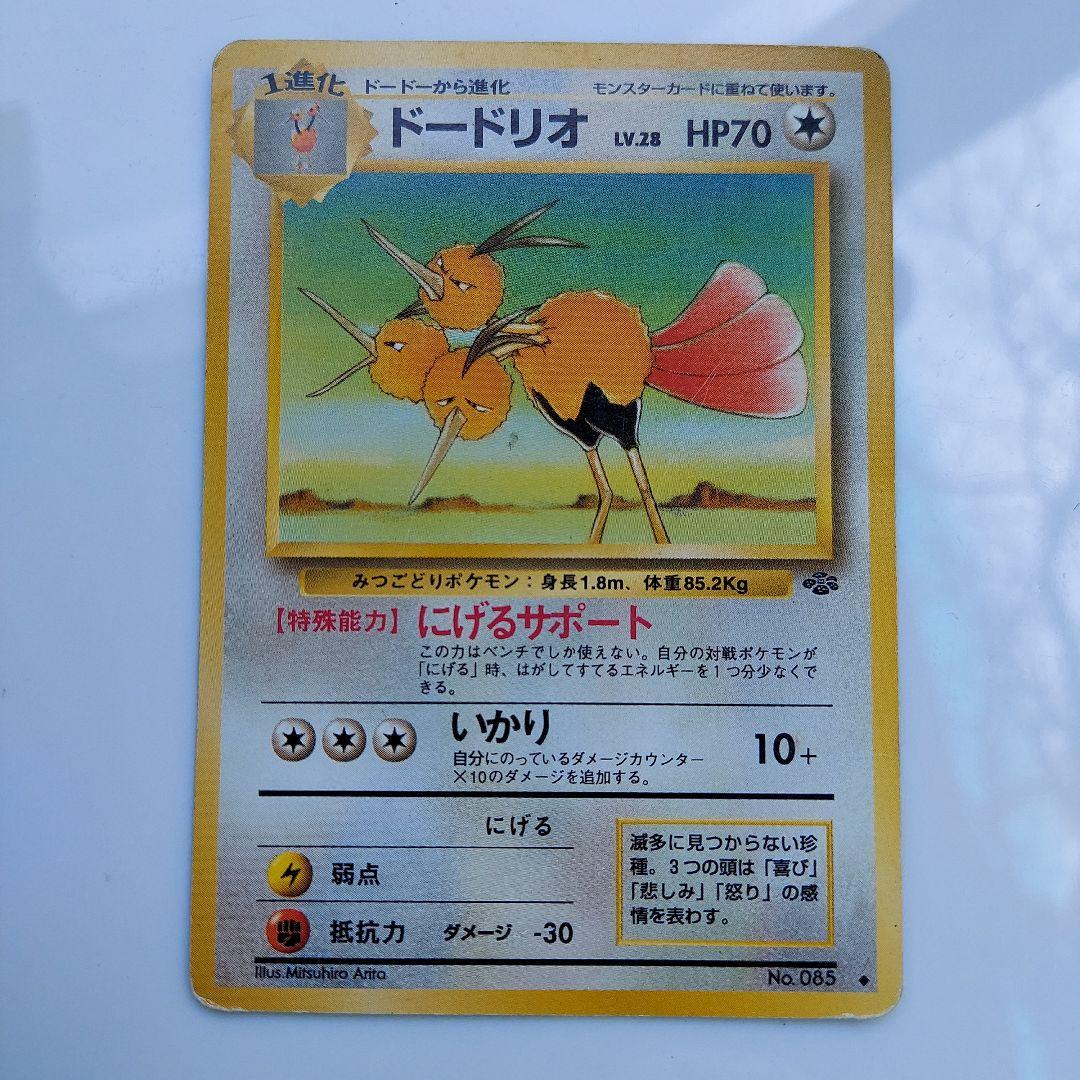 1進化
ドードーから進化
モンスターカードに重ねて使います。
ドードリオ LV.28 HP70
みつごどりポケモン:身長1.8m、体重85.2Kg
【特殊能力】にげるサポート
この力はベンチでしか使えない。自分の対戦ポケモンが
「にげる」時、はがしてすてるエネルギーを1つ分少なくで
きる。
いかり 10+
自分にのっているダメージカウンター
×10のダメージを追加する。
にげる
弱点
抵抗力 ダメージ -30
滅多に見つからない珍
種。3つの頭は「喜び」
「悲しみ」「怒り」の感
情を表わす。
Illus.Mitsuhiro Arita
No. 085